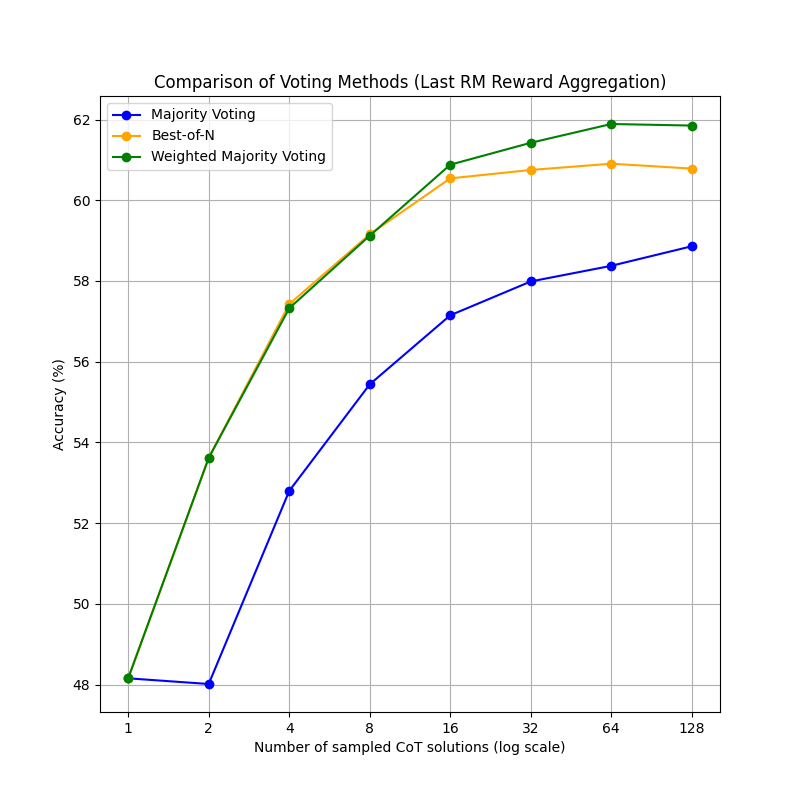 Comparison of Voting Methods (Last RM Reward Aggregation)
Majority Voting
Best-of-N
Weighted Majority Voting
62
60
58
56
54
52
50
48
Accuracy (%)
1 2 4 8 16 32 64 128
Number of sampled CoT solutions (log scale)